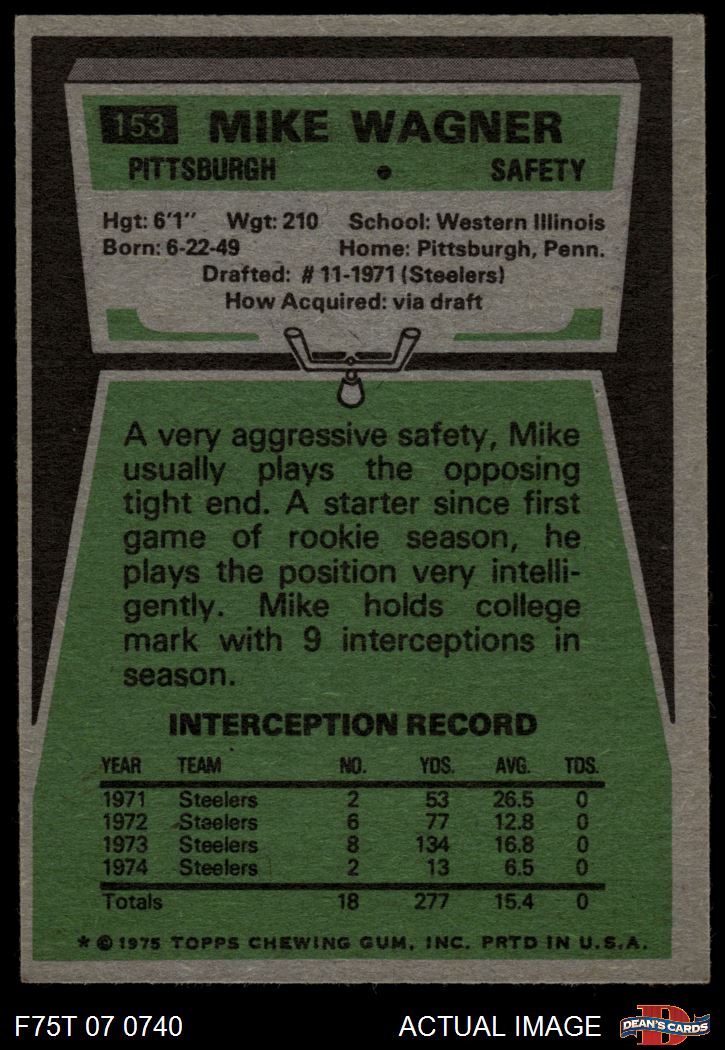 153 MIKE WAGNER
PITTSBURGH • SAFETY
Hgt: 6'1" Wgt: 210 School: Western Illinois
Born: 6-22-49 Home: Pittsburgh, Penn.
Drafted: #11-1971 (Steelers)
How Acquired: via draft
A very aggressive safety, Mike
usually plays the opposing
tight end. A starter since first
game of rookie season, he
plays the position very intelli-
gently. Mike holds college
mark with 9 interceptions in
season.
INTERCEPTION RECORD
YEAR TEAM NO. YDS. AVG. TDS.
1971 Steelers 2 53 26.5 0
1972 Steelers 6 77 12.8 0
1973 Steelers 8 134 16.8 0
1974 Steelers 2 13 6.5 0
Totals 18 277 15.4 0
* © 1975 TOPPS CHEWING GUM, INC. PRTD IN U.S.A.
F75T 07 0740 ACTUAL IMAGE DEAN'S CARDS